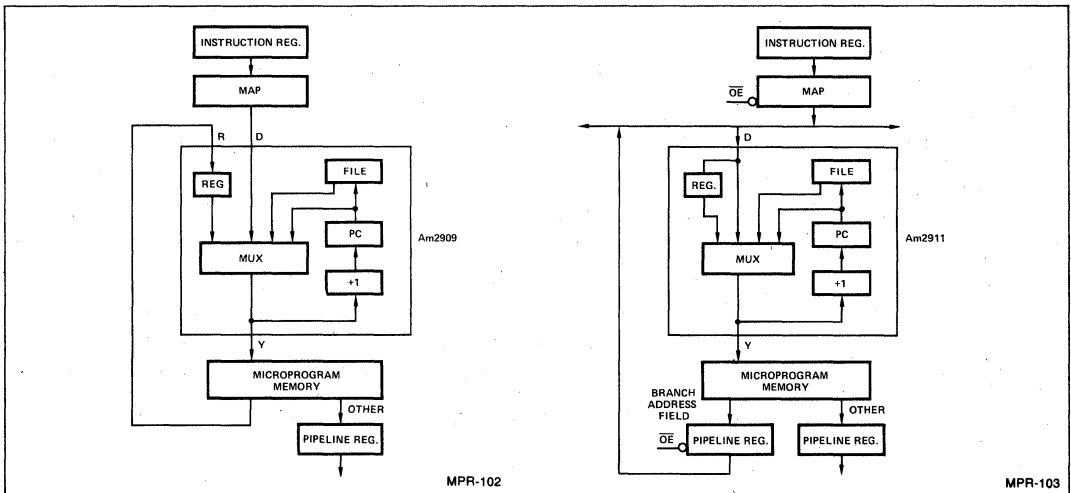 INSTRUCTION REG.
MAP
R
D
REG
FILE
PC
MUX
+1
Am2909
Y
MICROPROGRAM
MEMORY
OTHER
PIPELINE REG.
MPR-102
INSTRUCTION REG.
OE
MAP
D
REG.
FILE
PC
MUX
+1
Am2911
Y
MICROPROGRAM
MEMORY
BRANCH
ADDRESS
FIELD
OTHER
OE
PIPELINE REG.
PIPELINE REG.
MPR-103